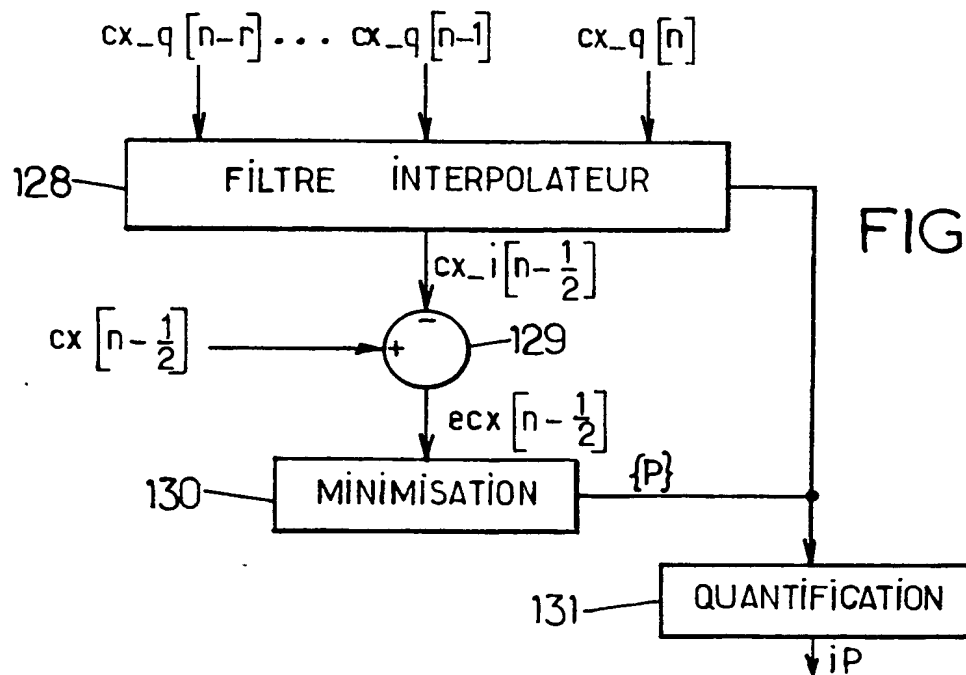 cx_q [n-r] ... cx_q [n-1] cx_q [n]
128 FiLTRE iNTERPOLATEUR
FIG
cx_i [n-1/2]
cx [n-1/2] + - 129
ecx [n-1/2]
130 MiNiMiSATiON {P}
131 QUANTiFiCATiON
iP